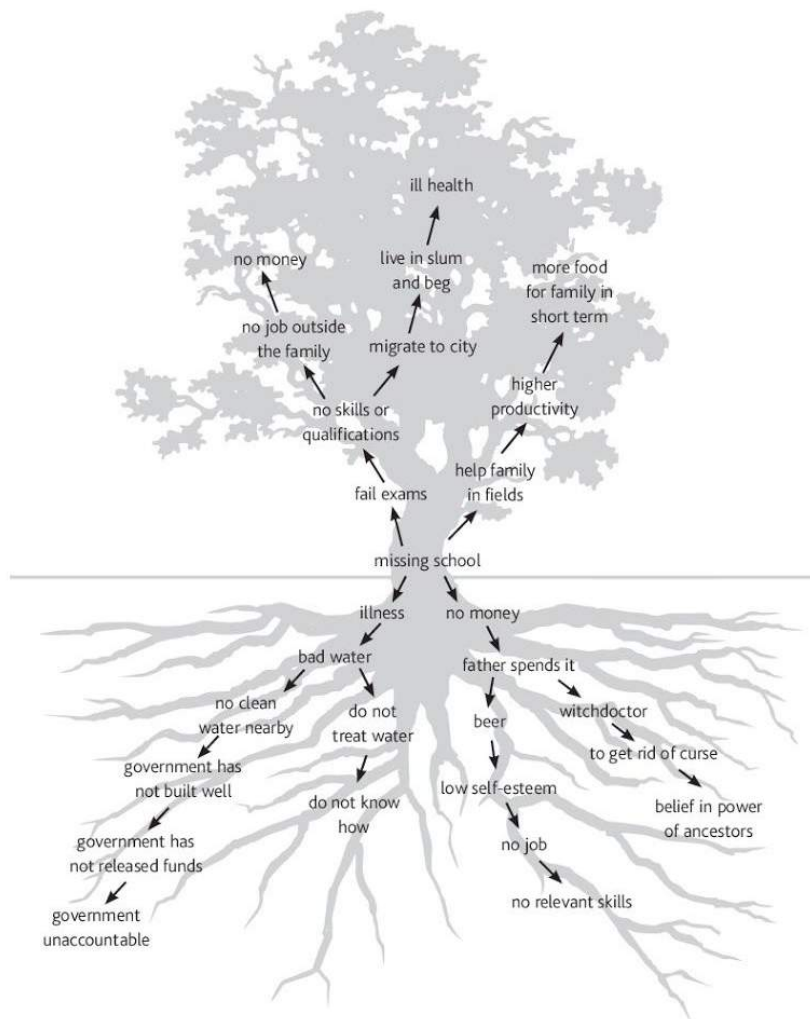 ill health
no money
live in slum
and beg
more food
for family in
short term
no job outside
the family
migrate to city
higher
productivity
no skills or
qualifications
help family
in fields
fail exams
missing school
illness
no money
bad water
father spends it
no clean
water nearby
do not
treat water
beer
witchdoctor
to get rid of curse
government has
not built well
do not know
how
low self-esteem
belief in power
of ancestors
government has
not released funds
no job
no relevant skills
government
unaccountable